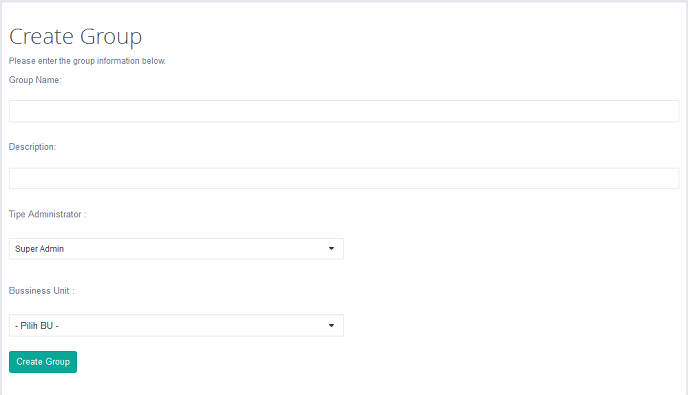 Create Group
Please enter the group information below.
Group Name:
Description:
Tipe Administrator :
Super Admin
Bussiness Unit :
- Pilih BU -
Create Group